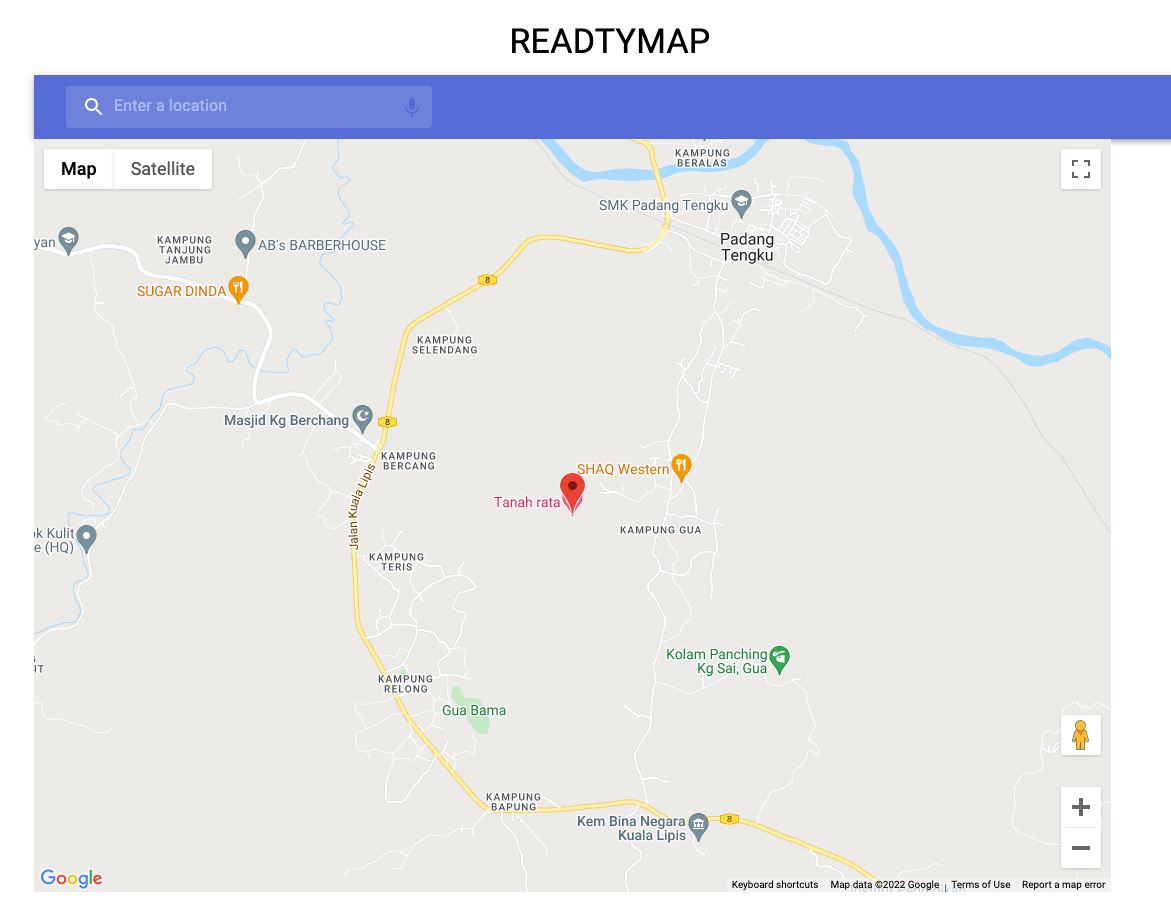 READTYMAP
Enter a location
Map
Satellite
KAMPUNG
BERALAS
SMK Padang Tengku
Padang
Tengku
yan
KAMPUNG
TANJUNG
JAMBU
AB's BARBERHOUSE
SUGAR DINDA
8
KAMPUNG
SELENDANG
Masjid Kg Berchang
8
KAMPUNG
BERCANG
SHAQ Western
Jalan Kuala Lipis
Tanah rata
KAMPUNG GUA
ok Kulit
e (HQ)
KAMPUNG
TERIS
Kolam Panching
Kg Sai, Gua
IT
KAMPUNG
RELONG
Gua Bama
KAMPUNG
BAPUNG
Kem Bina Negara
Kuala Lipis
8
Google
Keyboard shortcuts
Map data ©2022 Google
Terms of Use
Report a map error